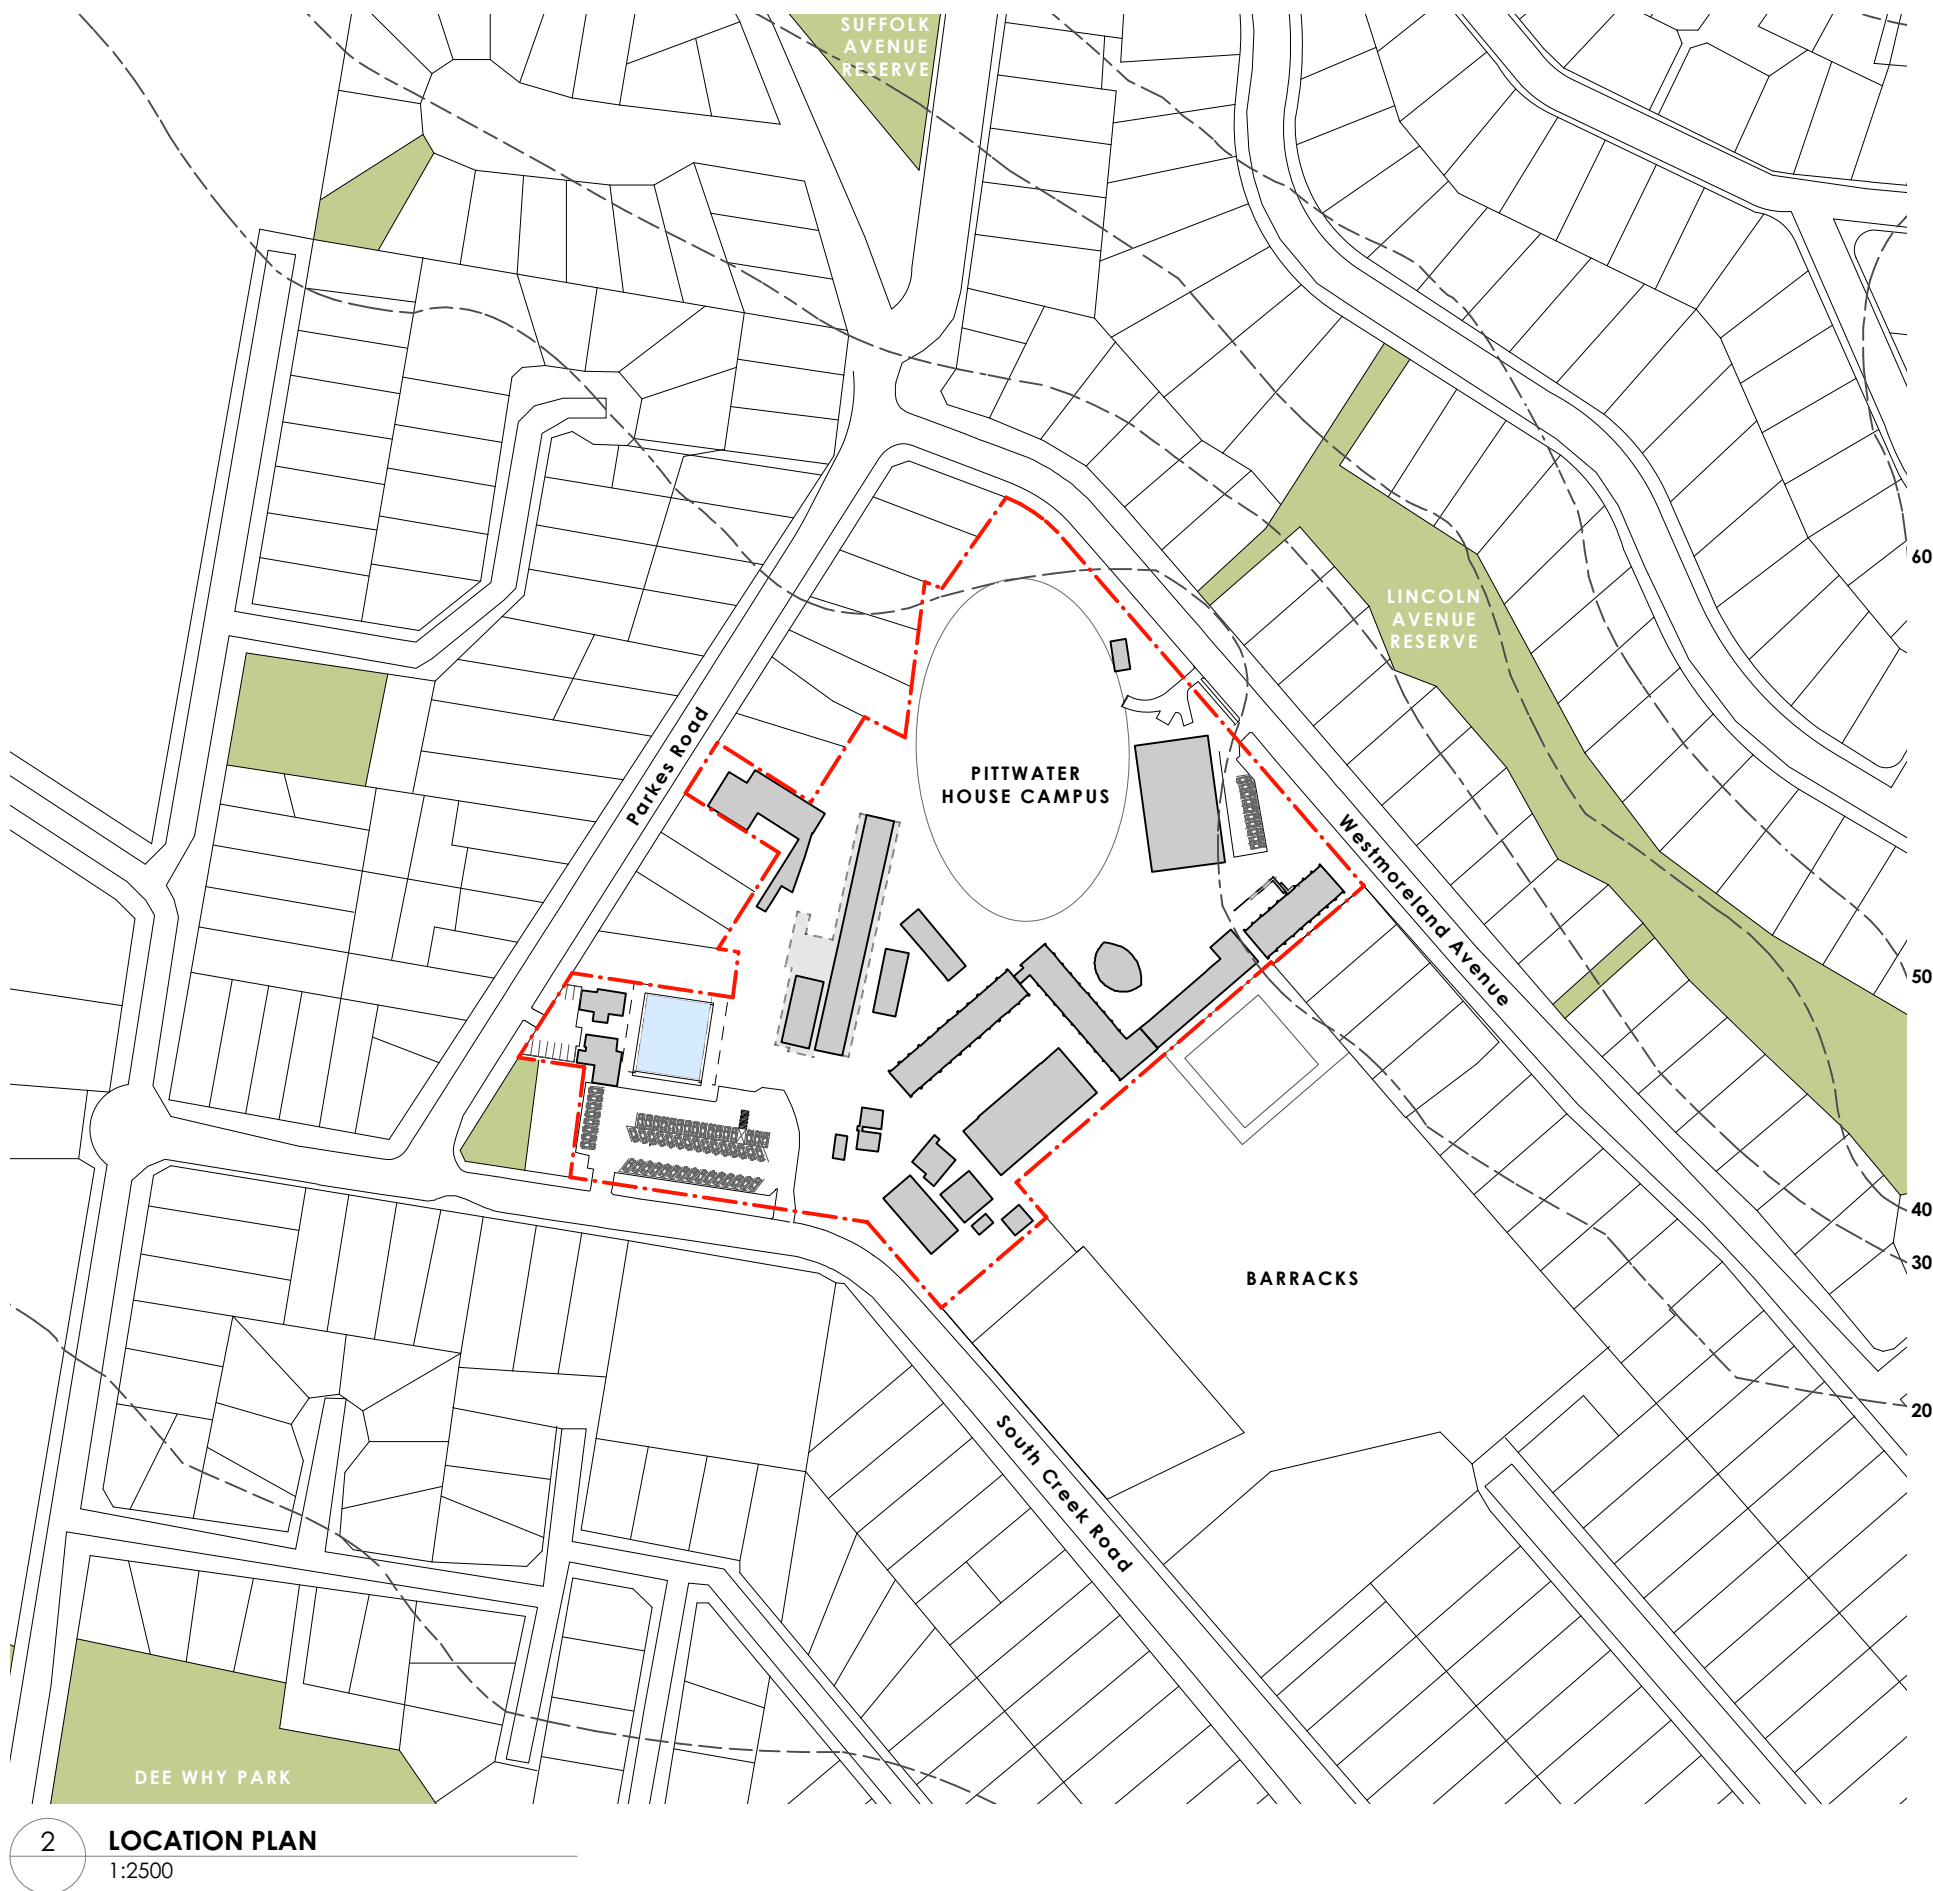 SUFFOLK
AVENUE
RESERVE
60
LINCOLN
AVENUE
RESERVE
Parkes Road
PITTWATER
HOUSE CAMPUS
Westmoreland Avenue
50
40
30
BARRACKS
20
South Creek Road
DEE WHY PARK
2
LOCATION PLAN
1:2500